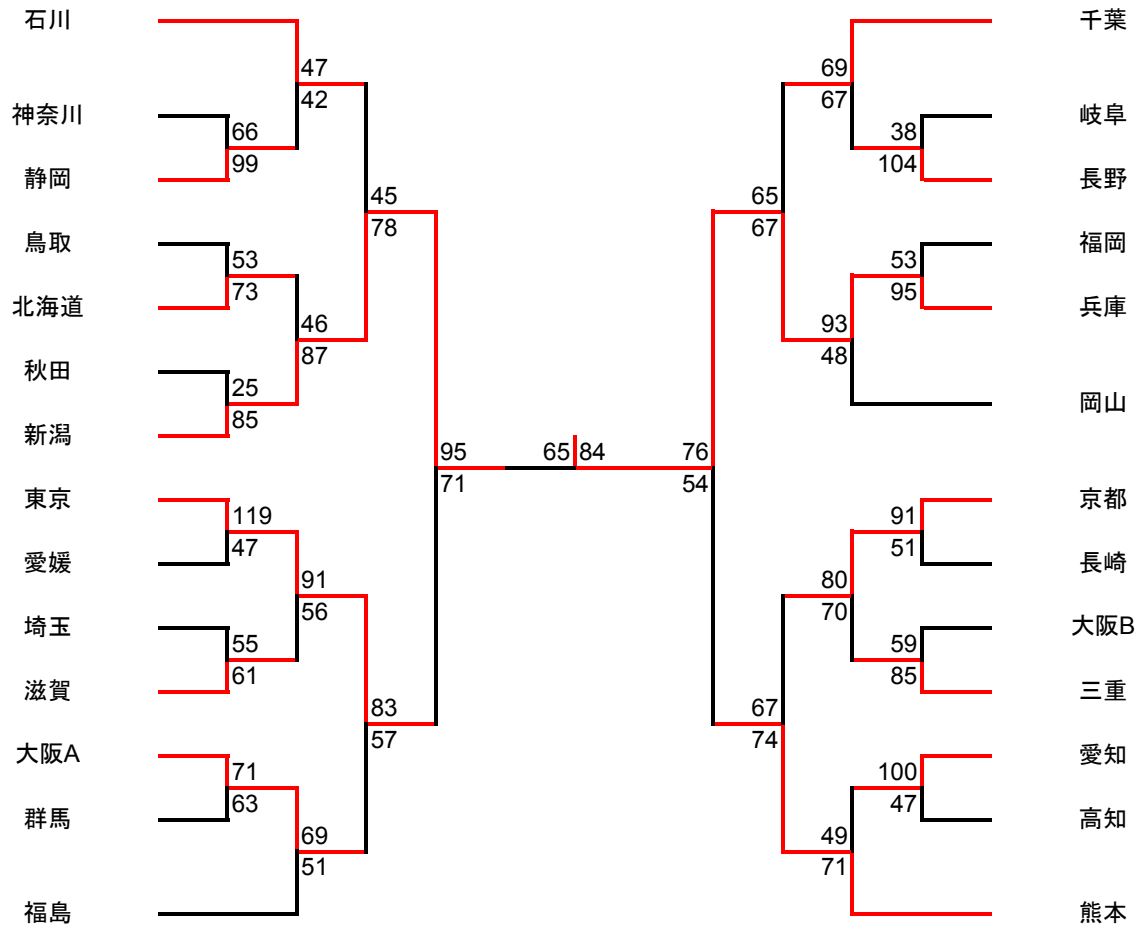 石川 千葉
47 69
42 67
神奈川 岐阜
66 38
99 104
静岡 長野
45 65
78 67
鳥取 福岡
53 53
73 95
北海道 兵庫
46 93
87 48
秋田
25 岡山
85
新潟
95 65 84 76
71 54
東京 京都
119 91
47 51
愛媛 長崎
91 80
56 70
埼玉 大阪B
55 59
61 85
滋賀 三重
83 67
57 74
大阪A 愛知
71 100
63 47
群馬 高知
69 49
51 71
福島 熊本